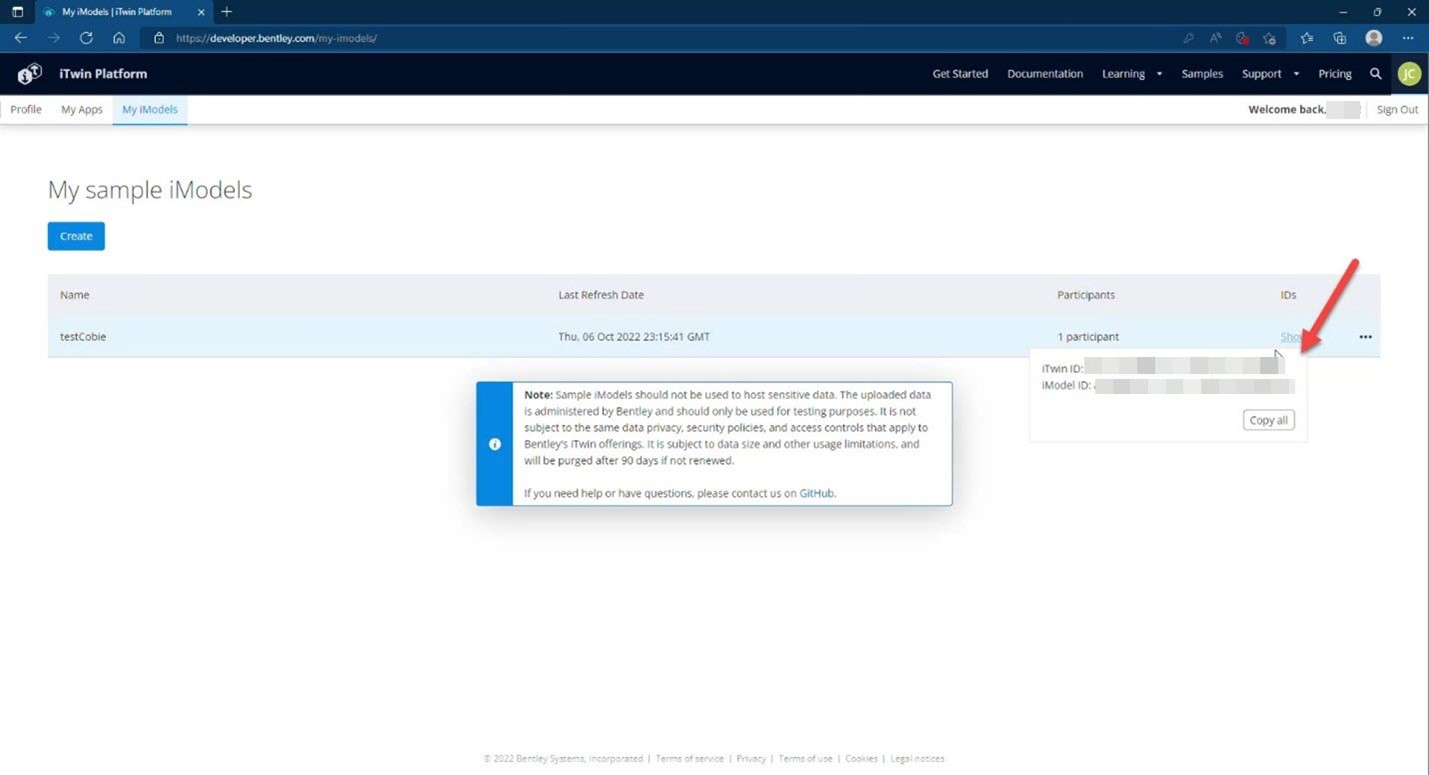 My iModels | iTwin Platform
https://developer.bentley.com/my-imodels/
iTwin Platform
Get Started
Documentation
Learning
Samples
Support
Pricing
JC
Profile
My Apps
My iModels
Welcome back,
Sign Out
My sample iModels
Create
Name
Last Refresh Date
Participants
IDs
testCobie
Thu, 06 Oct 2022 23:15:41 GMT
1 participant
iTwin ID:
iModel ID:
Copy all
Note: Sample iModels should not be used to host sensitive data. The uploaded data
is administered by Bentley and should only be used for testing purposes. It is not
subject to the same data privacy, security policies, and access controls that apply to
Bentley's iTwin offerings. It is subject to data size and other usage limitations, and
will be purged after 90 days if not renewed.
If you need help or have questions, please contact us on GitHub.
© 2022 Bentley Systems, Incorporated | Terms of service | Privacy | Terms of use | Cookies | Legal notices